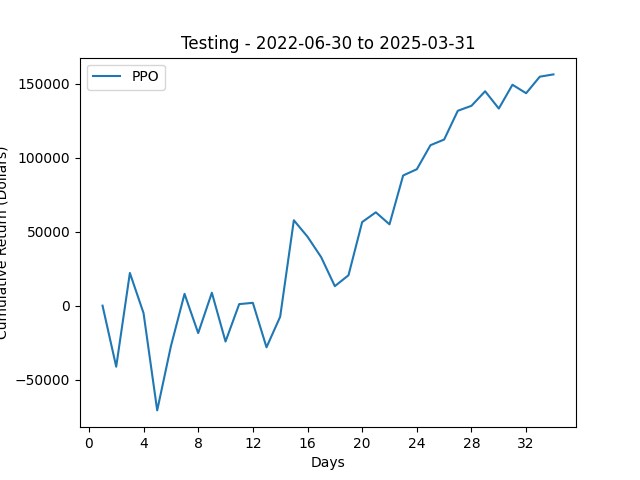 Testing - 2022-06-30 to 2025-03-31
PPO
150000
100000
50000
0
−50000
Cumulative Return (Dollars)
0 4 8 12 16 20 24 28 32
Days